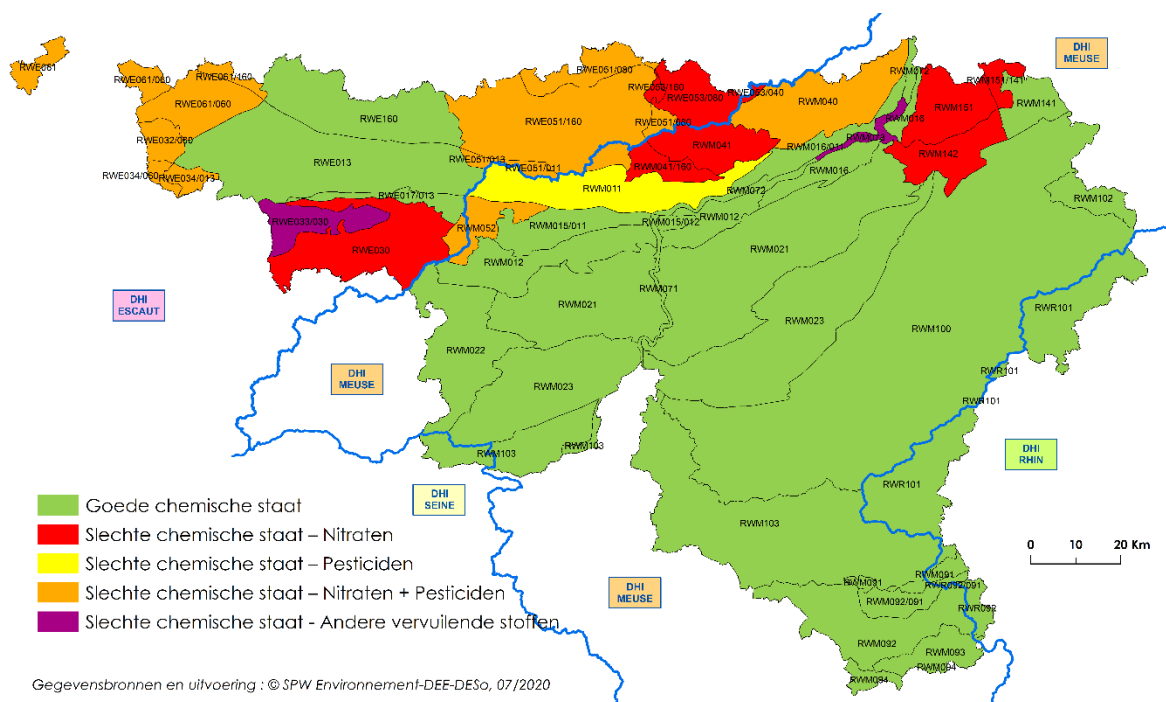 DHI
MEUSE
RWE061
RWE061/060
RWE061/160
RWE061/060
RWE032/060
RWE034/060
RWE034/013
RWE160
RWE013
RWE017/013
RWE033/030
RWE030
RWE051/080
RWE051/160
RWE051/013
RWE051/011
RWE053/160
RWE053/080
RWE053/040
RWM040
RWM041
RWM041/160
RWM011
RWM052
RWM012
RWM015/011
RWM015/012
RWM012
RWM072
RWM016
RWM016/011
RWM073
RWM016
RWM012
RWM151/141
RWM141
RWM151
RWM142
RWM102
RWM021
RWM021
RWM071
RWM022
RWM023
RWM023
RWM100
RWM103
RWM103
RWM103
RWR101
RWR101
RWR101
RWR101
RWM091
RWM091
RWR092/091
RWM092/091
RWR092
RWM092
RWM093
RWM094
RWM094
DHI
ESCAUT
DHI
MEUSE
DHI
SEINE
DHI
MEUSE
DHI
RHIN
0 10 20 Km
Goede chemische staat
Slechte chemische staat – Nitraten
Slechte chemische staat – Pesticiden
Slechte chemische staat – Nitraten + Pesticiden
Slechte chemische staat - Andere vervuilende stoffen
Gegevensbronnen en uitvoering : © SPW Environnement-DEE-DESo, 07/2020